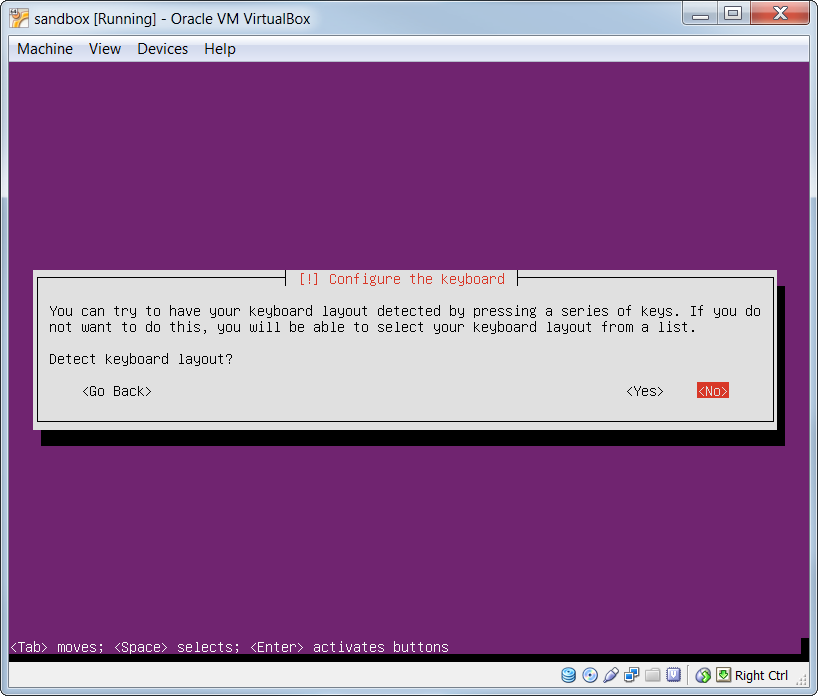 sandbox [Running] - Oracle VM VirtualBox
Machine View Devices Help
[!] Configure the keyboard
You can try to have your keyboard layout detected by pressing a series of keys. If you do
not want to do this, you will be able to select your keyboard layout from a list.
Detect keyboard layout?
<Go Back> <Yes> <No>
<Tab> moves; <Space> selects; <Enter> activates buttons
Right Ctrl